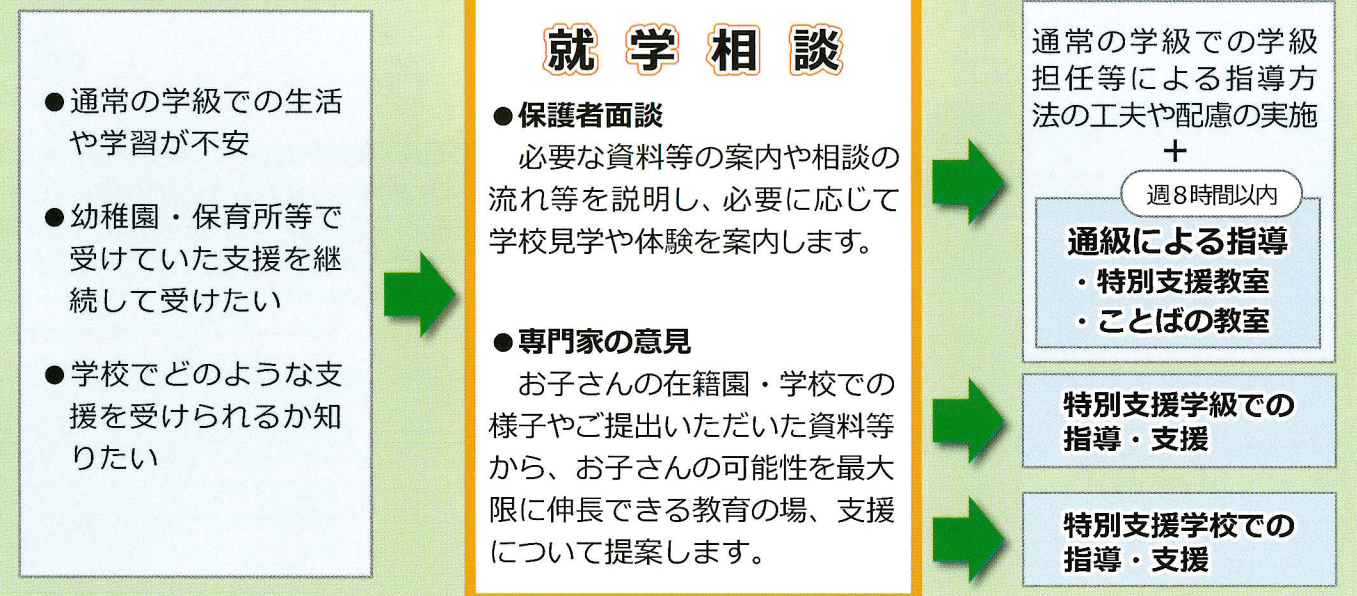 ●通常の学級での生活
や学習が不安
●幼稚園・保育所等で
受けていた支援を継
続して受けたい
●学校でどのような支
援を受けられるか知
りたい
就学相談
●保護者面談
必要な資料等の案内や相談の
流れ等を説明し、必要に応じて
学校見学や体験を案内します。
●専門家の意見
お子さんの在籍園・学校での
様子やご提出いただいた資料等
から、お子さんの可能性を最大
限に伸長できる教育の場、支援
について提案します。
通常の学級での学級
担任等による指導方
法の工夫や配慮の実施
+
週8時間以内
通級による指導
・特別支援教室
・ことばの教室
特別支援学級での
指導・支援
特別支援学校での
指導・支援